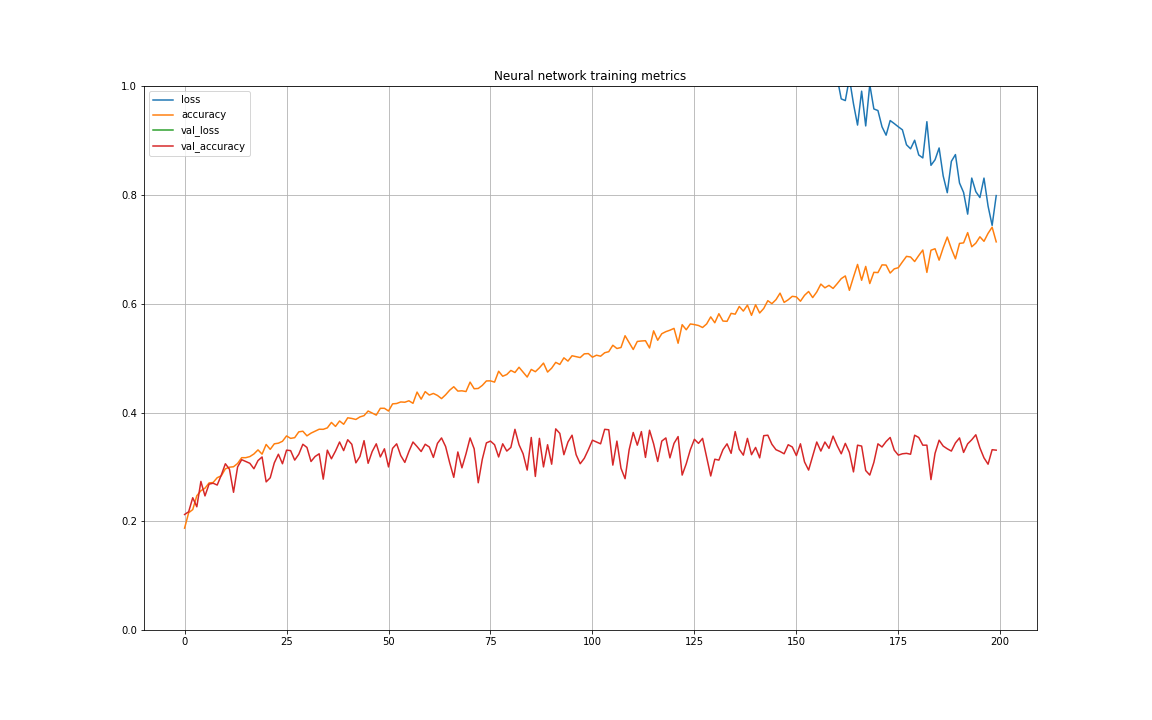 Neural network training metrics
1.0
loss
accuracy
val_loss
val_accuracy
0.8
0.6
0.4
0.2
0.0
0 25 50 75 100 125 150 175 200